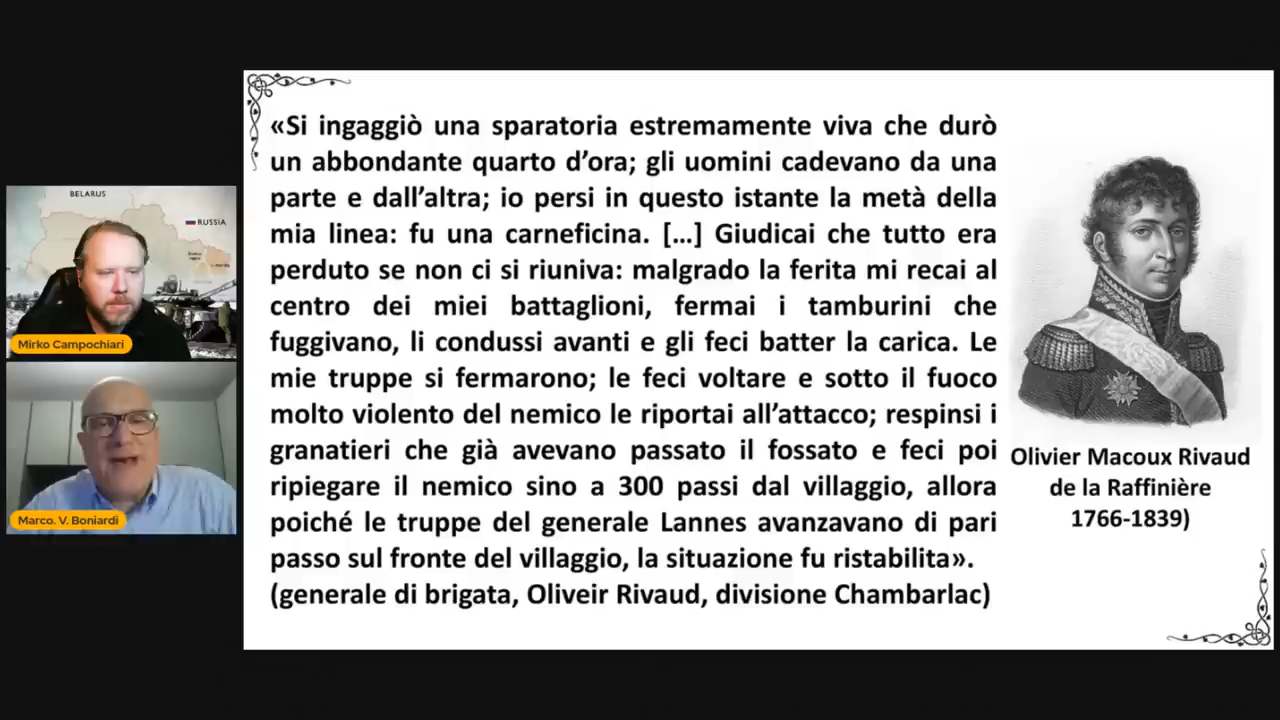 BELARUS
RUSSIA
Mirko Campochiari
Marco. V. Boniardi
«Si ingaggiò una sparatoria estremamente viva che durò
un abbondante quarto d’ora; gli uomini cadevano da una
parte e dall’altra; io persi in questo istante la metà della
mia linea: fu una carneficina. […] Giudicai che tutto era
perduto se non ci si riuniva: malgrado la ferita mi recai al
centro dei miei battaglioni, fermai i tamburini che
fuggivano, li condussi avanti e gli feci batter la carica. Le
mie truppe si fermarono; le feci voltare e sotto il fuoco
molto violento del nemico le riportai all’attacco; respinsi i
granatieri che già avevano passato il fossato e feci poi
ripiegare il nemico sino a 300 passi dal villaggio, allora
poiché le truppe del generale Lannes avanzavano di pari
passo sul fronte del villaggio, la situazione fu ristabilita».
(generale di brigata, Oliveir Rivaud, divisione Chambarlac)
Olivier Macoux Rivaud
de la Raffinière
1766-1839)